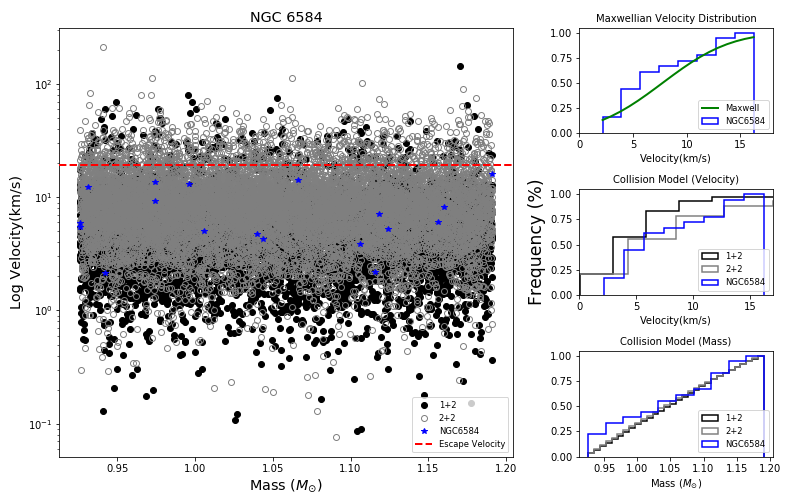 NGC 6584
Log Velocity(km/s)
10²
10¹
10⁰
10⁻¹
0.95 1.00 1.05 1.10 1.15 1.20
Mass (M⊙)
1+2
2+2
NGC6584
Escape Velocity
Frequency (%)
Maxwellian Velocity Distribution
1.00
0.75
0.50
0.25
0.00
Maxwell
NGC6584
0 5 10 15
Velocity(km/s)
Collision Model (Velocity)
1.00
0.75
0.50
0.25
0.00
1+2
2+2
NGC6584
0 5 10 15
Velocity(km/s)
Collision Model (Mass)
1.00
0.75
0.50
0.25
0.00
1+2
2+2
NGC6584
0.95 1.00 1.05 1.10 1.15 1.20
Mass (M⊙)